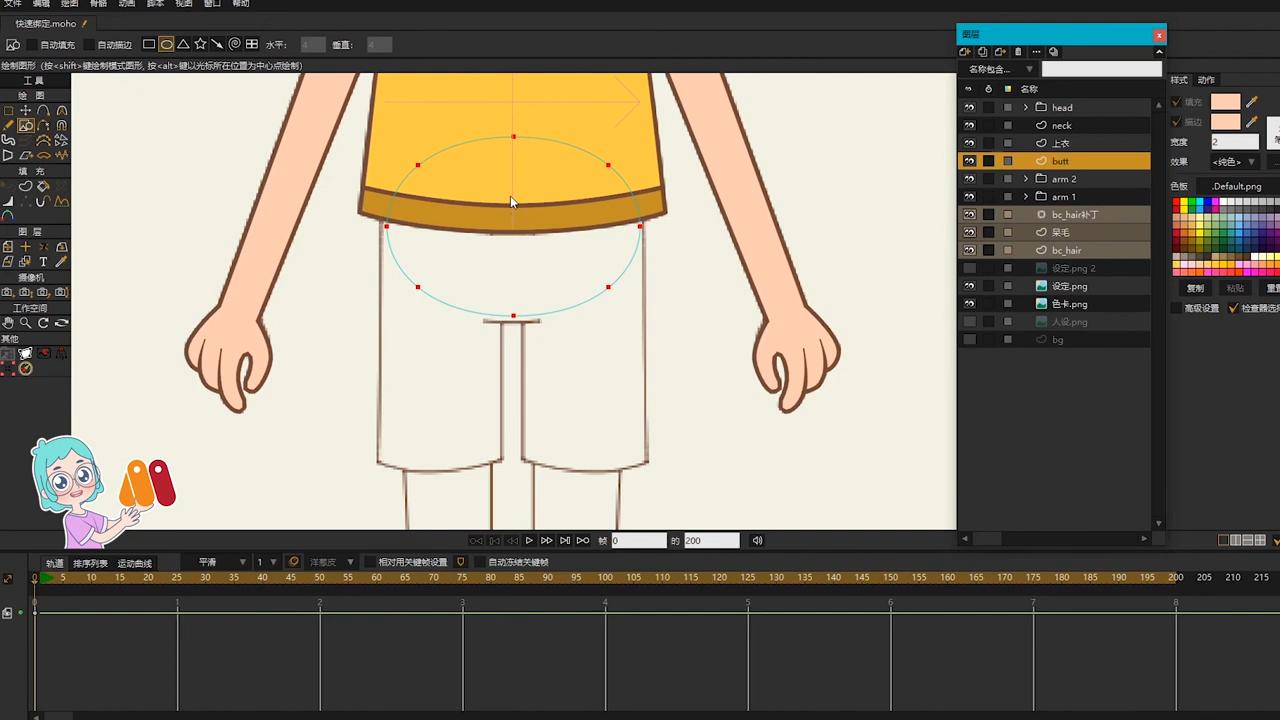 文件 编辑 绘图 骨骼 动画 脚本 视图 窗口 帮助
快速绑定.moho
自动填充 自动描边 水平: 4 垂直: 4
绘制图形 (按<shift>键绘制模式图形, 按<alt>键以光标所在位置为中心点绘制)
工具
绘 图
填 充
图 层
摄像机
工作空间
其他
图层
名称包含...
名称
head
neck
上衣
butt
arm 2
arm 1
bc_hair补丁
呆毛
bc_hair
设定.png 2
设定.png
色卡.png
人设.png
bg
样式 动作
填充
描边
宽度 2
效果 <纯色>
色板 .Default.png
复制 粘贴 重置
高级设置 检查器选
帧 0 的 200
轨道 排序列表 运动曲线 平滑 1 洋葱皮 相对用关键帧设置 自动冻结关键帧
0 5 10 15 20 25 30 35 40 45 50 55 60 65 70 75 80 85 90 95 100 105 110 115 120 125 130 135 140 145 150 155 160 165 170 175 180 185 190 195 200 205 210 215
0 1 2 3 4 5 6 7 8